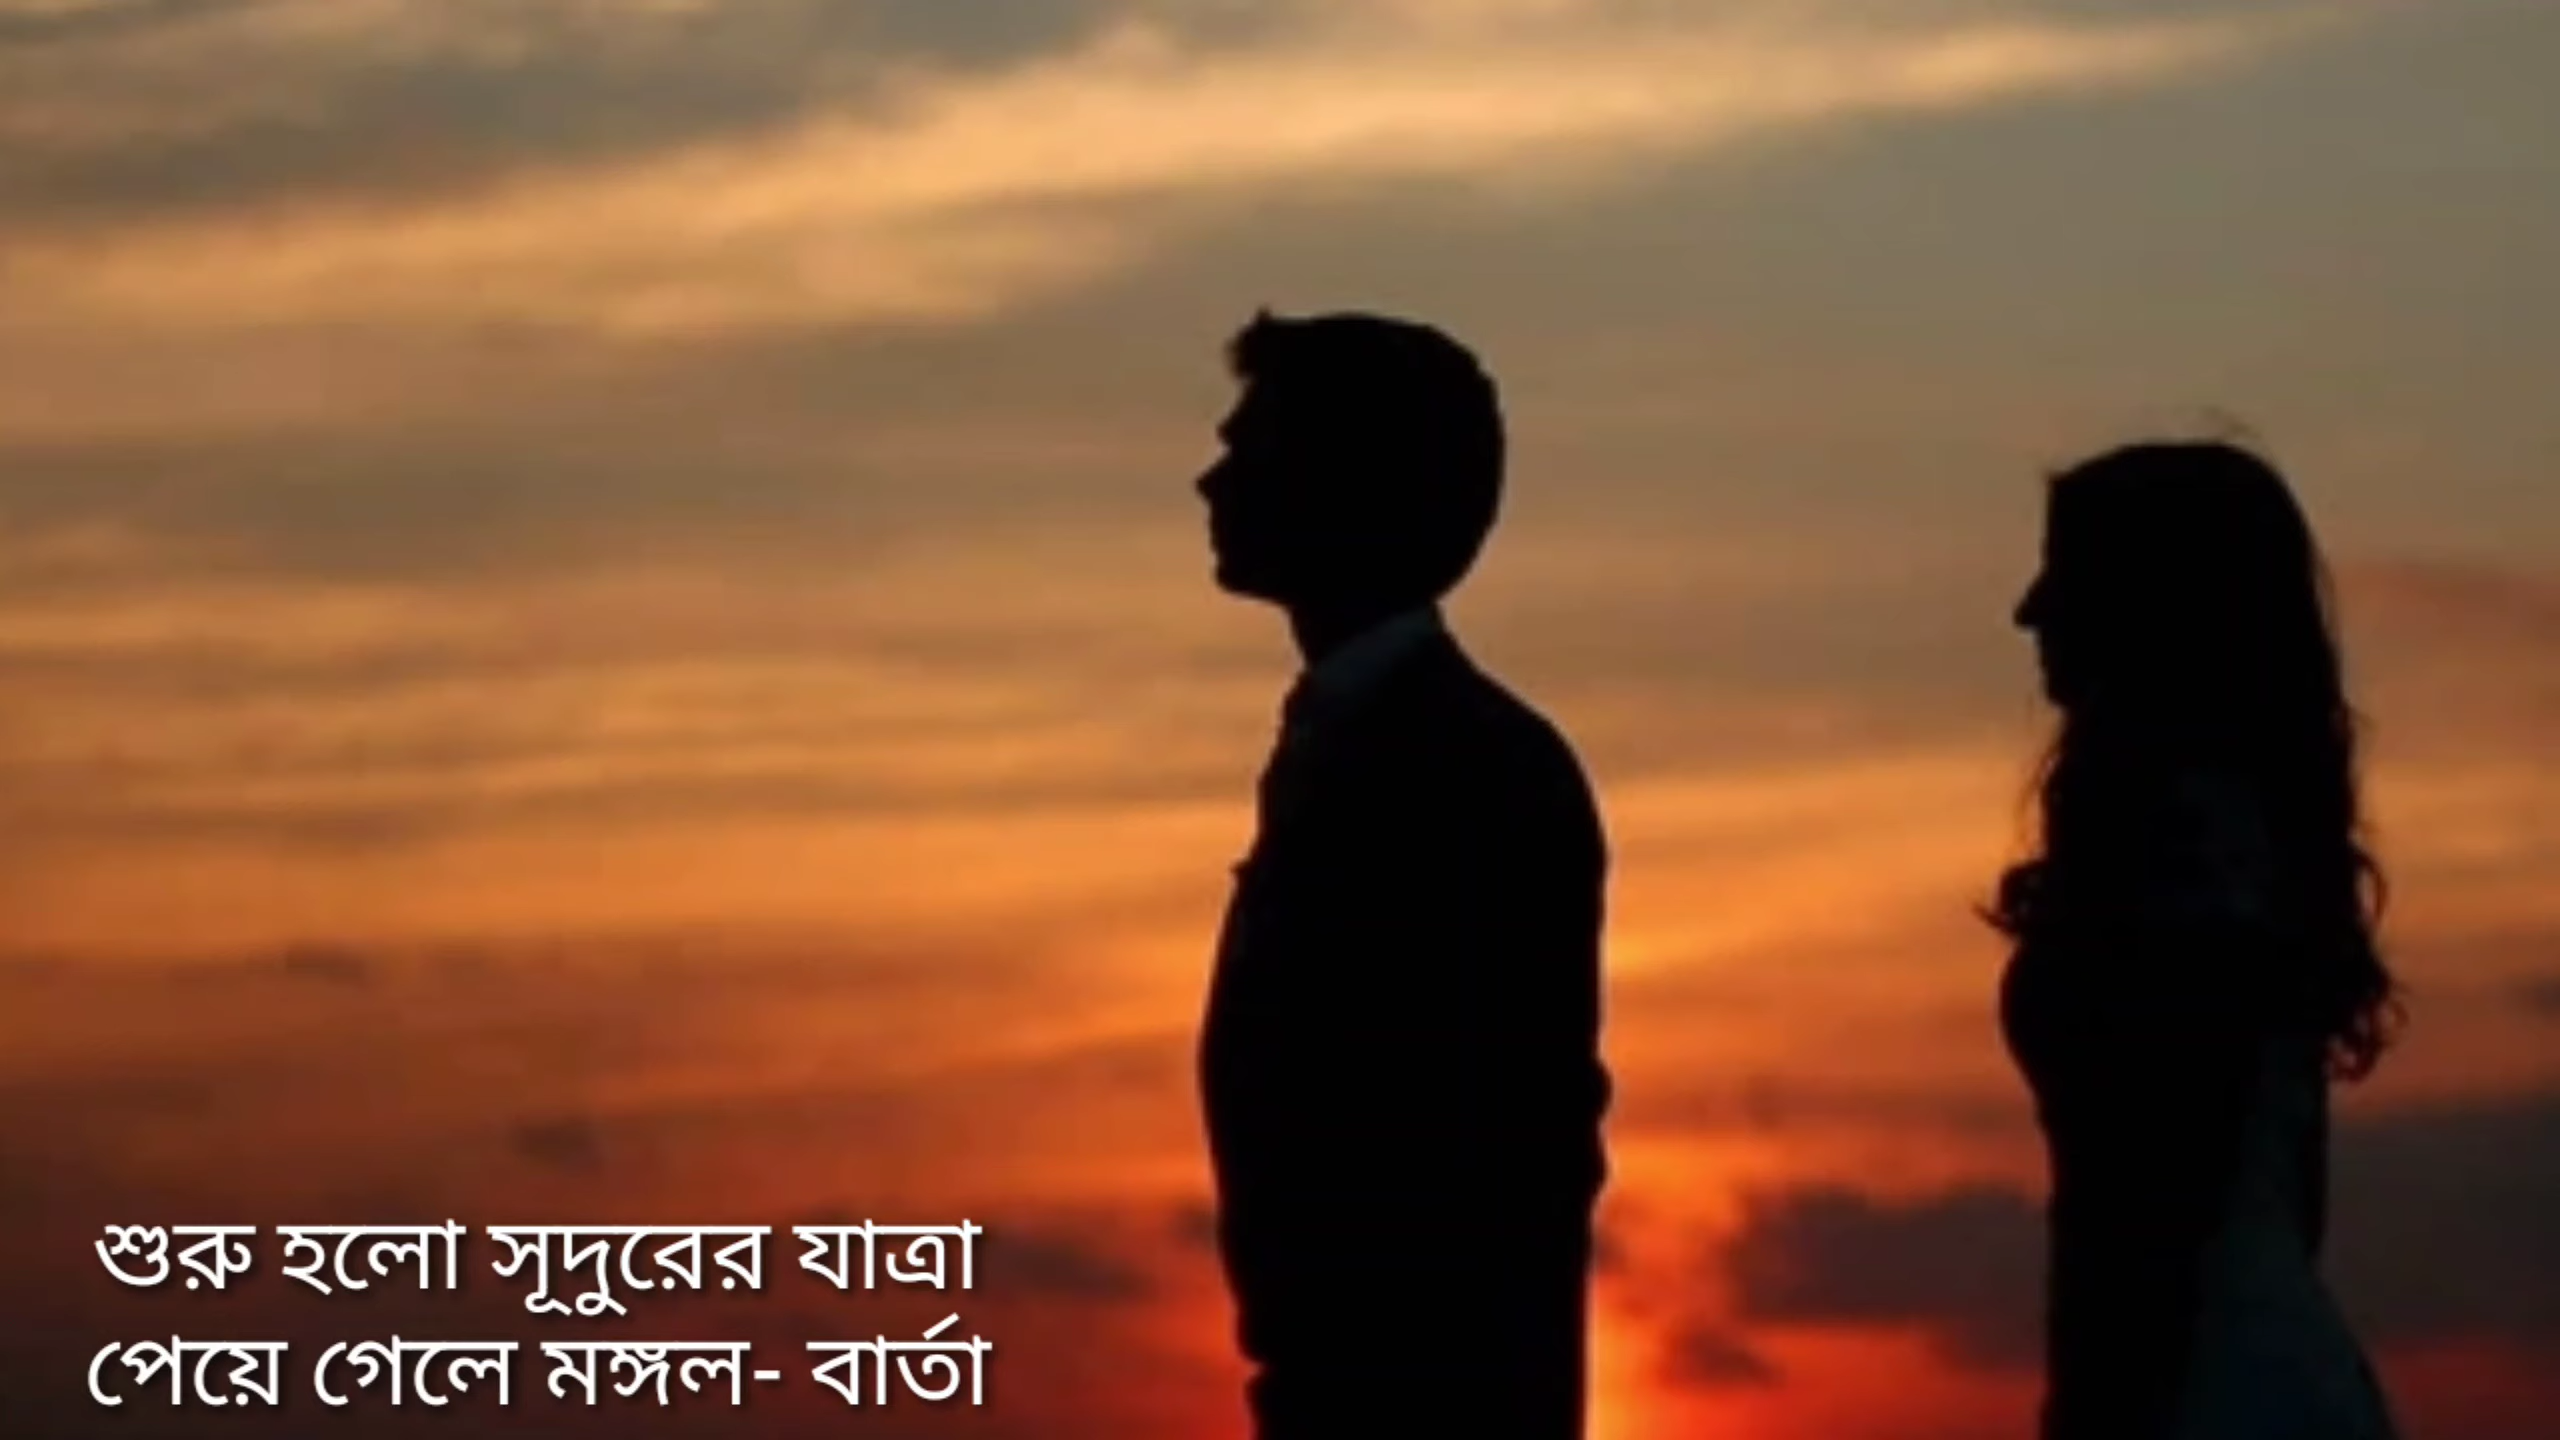 শুরু হলো সূদুরের যাত্রা
পেয়ে গেলে মঙ্গল- বার্তা